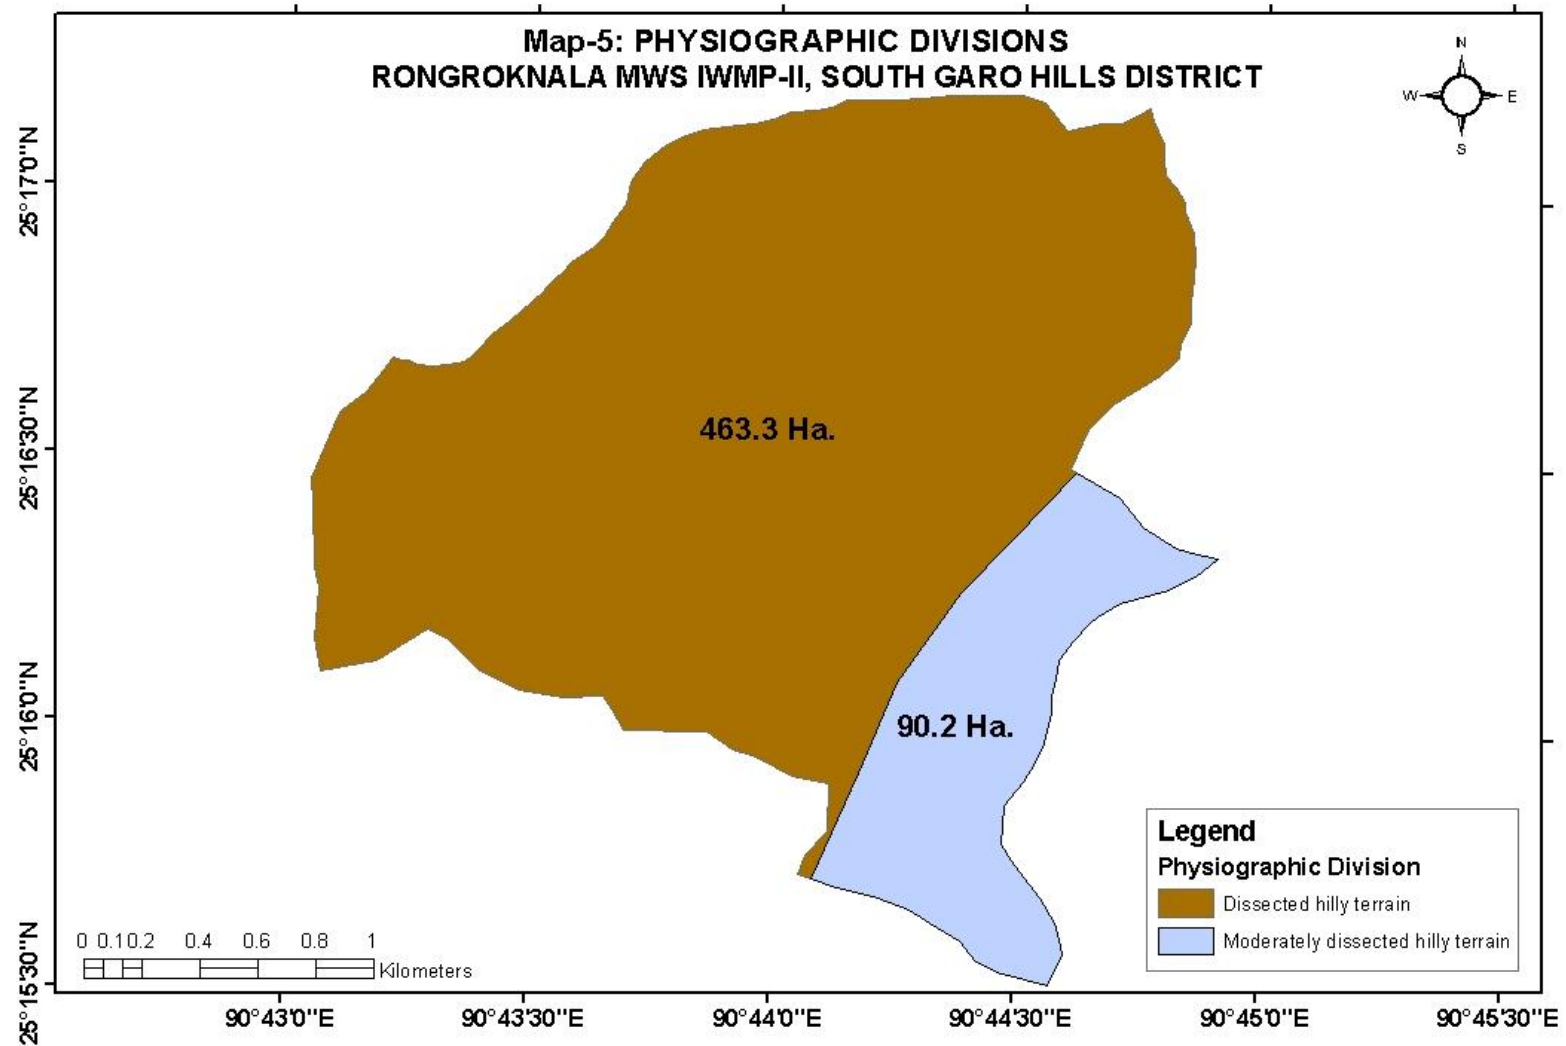 Map-5: PHYSIOGRAPHIC DIVISIONS
RONGROKNALA MWS IWMP-II, SOUTH GARO HILLS DISTRICT
N
W E
S
25°17'0"N
25°16'30"N
25°16'0"N
25°15'30"N
463.3 Ha.
90.2 Ha.
Legend
Physiographic Division
Dissected hilly terrain
Moderately dissected hilly terrain
0 0.1 0.2 0.4 0.6 0.8 1
Kilometers
90°43'0"E 90°43'30"E 90°44'0"E 90°44'30"E 90°45'0"E 90°45'30"E